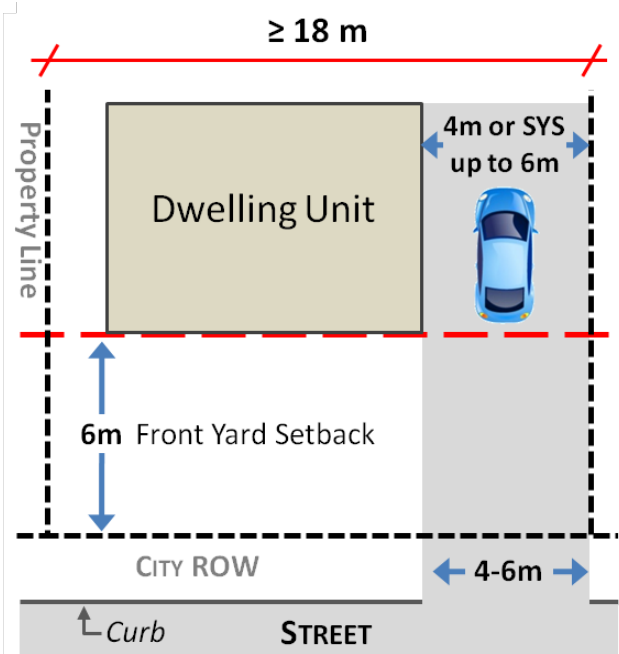 ≥ 18 m
Property Line
4m or SYS
up to 6m
Dwelling Unit
6m Front Yard Setback
CITY ROW
4-6m
Curb
STREET